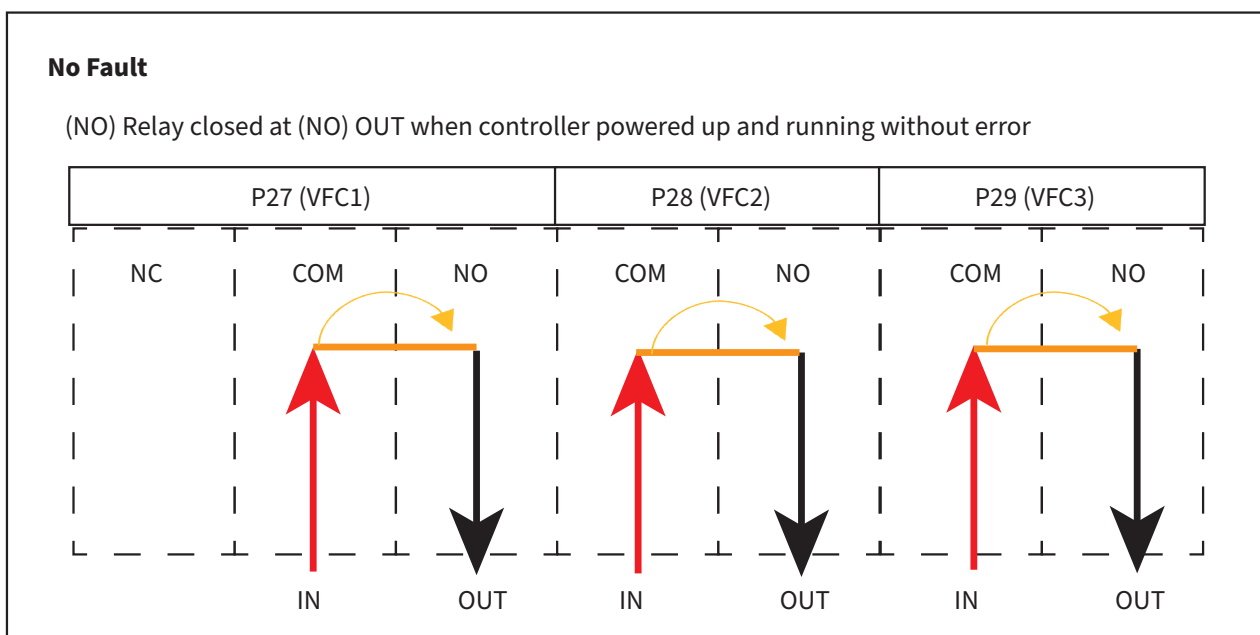 No Fault
(NO) Relay closed at (NO) OUT when controller powered up and running without error
P27 (VFC1) P28 (VFC2) P29 (VFC3)
NC COM NO COM NO COM NO
IN OUT IN OUT IN OUT